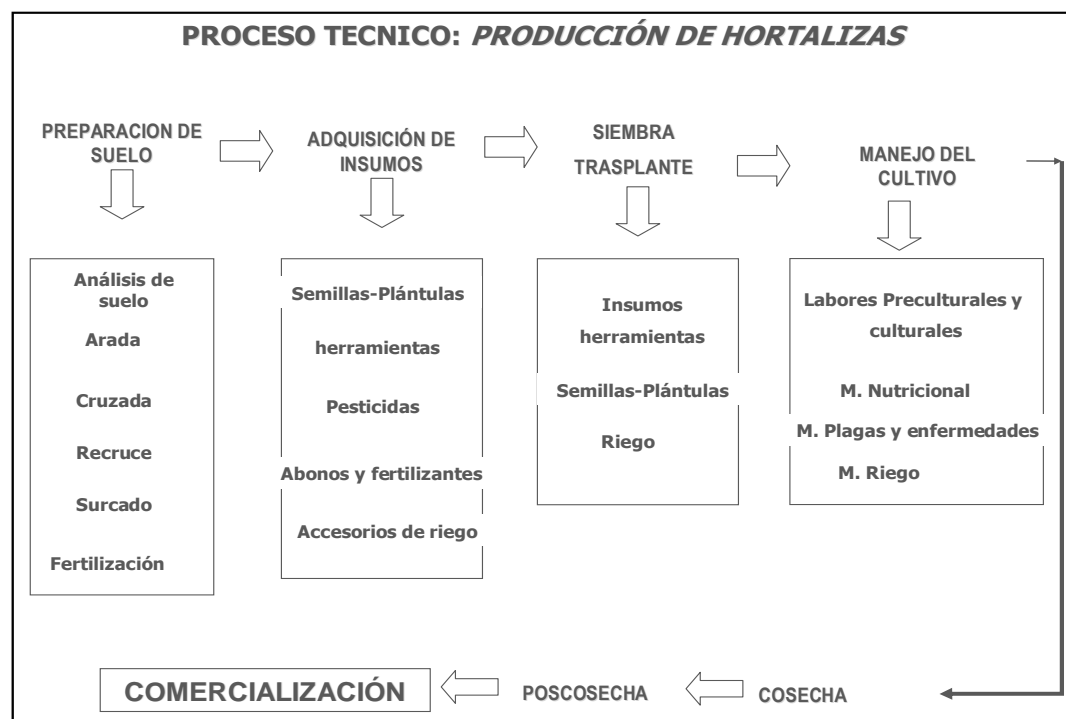 PROCESO TECNICO: PRODUCCIÓN DE HORTALIZAS
PREPARACION DE
SUELO
ADQUISICIÓN DE
INSUMOS
SIEMBRA
TRASPLANTE
MANEJO DEL
CULTIVO
Análisis de
suelo
Arada
Cruzada
Recruce
Surcado
Fertilización
Semillas-Plántulas
herramientas
Pesticidas
Abonos y fertilizantes
Accesorios de riego
Insumos
herramientas
Semillas-Plántulas
Riego
Labores Preculturales y
culturales
M. Nutricional
M. Plagas y enfermedades
M. Riego
COMERCIALIZACIÓN
POSCOSECHA
COSECHA